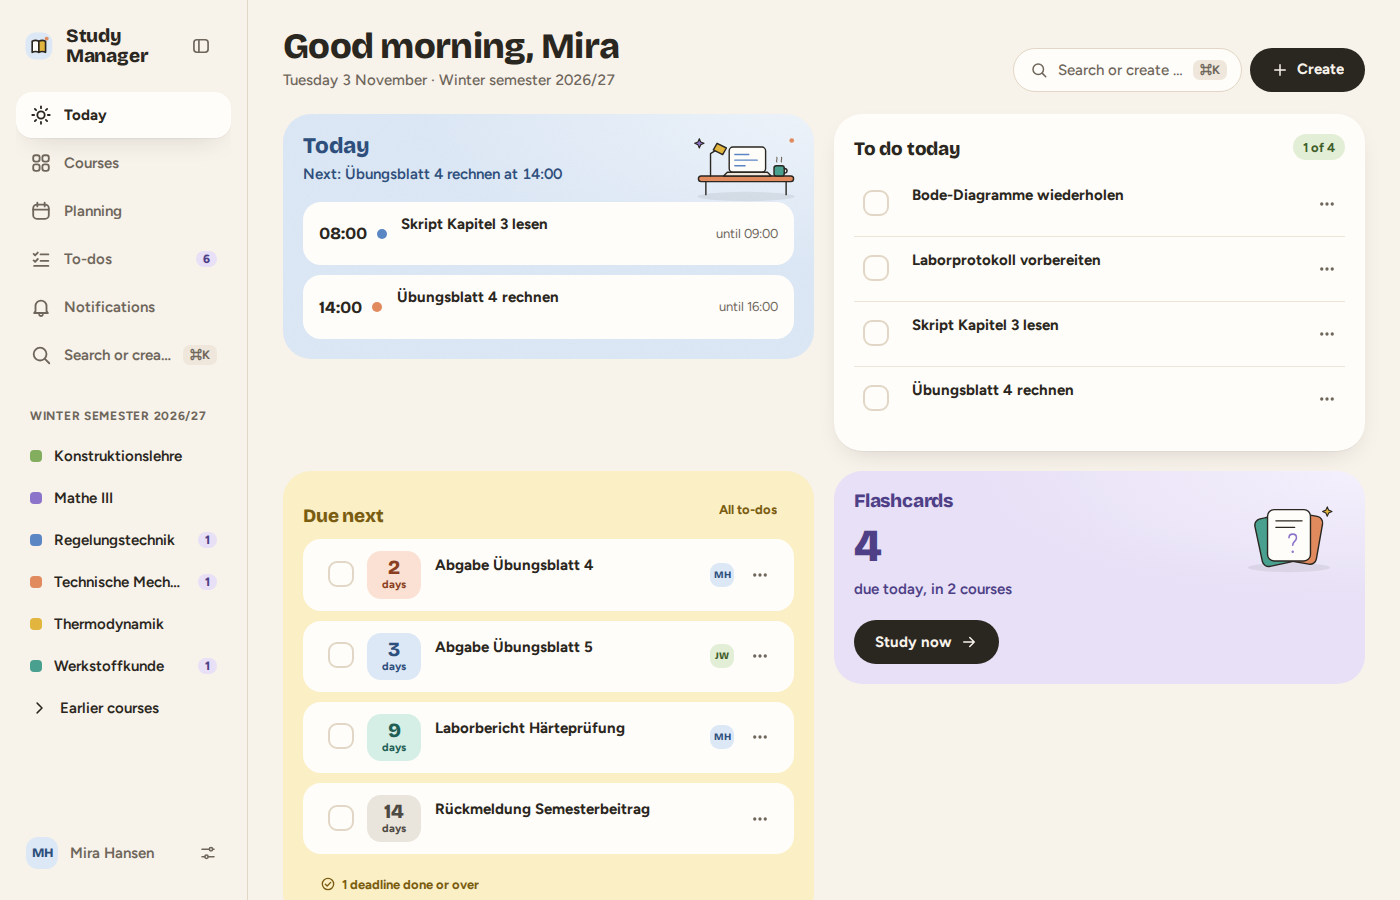 Study
Manager
Today
Courses
Planning
To-dos 6
Notifications
Search or crea... ⌘K
WINTER SEMESTER 2026/27
Konstruktionslehre
Mathe III
Regelungstechnik 1
Technische Mech... 1
Thermodynamik
Werkstoffkunde 1
Earlier courses
MH Mira Hansen
Good morning, Mira
Tuesday 3 November · Winter semester 2026/27
Search or create ... ⌘K
Create
Today
Next: Übungsblatt 4 rechnen at 14:00
08:00 Skript Kapitel 3 lesen until 09:00
14:00 Übungsblatt 4 rechnen until 16:00
To do today 1 of 4
Bode-Diagramme wiederholen
Laborprotokoll vorbereiten
Skript Kapitel 3 lesen
Übungsblatt 4 rechnen
Due next All to-dos
2 days Abgabe Übungsblatt 4 MH
3 days Abgabe Übungsblatt 5 JW
9 days Laborbericht Härteprüfung MH
14 days Rückmeldung Semesterbeitrag
1 deadline done or over
Flashcards
4
due today, in 2 courses
Study now
?